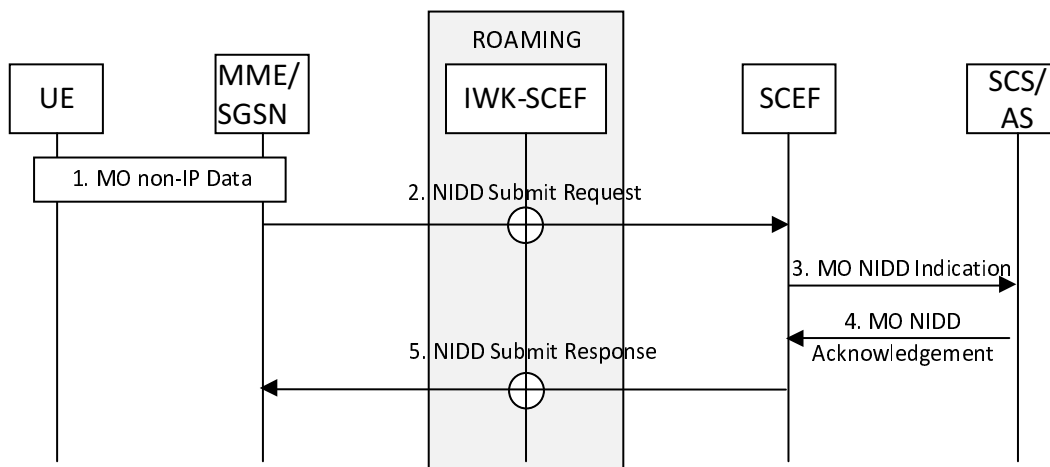 ROAMING
UE
MME/
SGSN
IWK-SCEF
SCEF
SCS/
AS
1. MO non-IP Data
2. NIDD Submit Request
3. MO NIDD Indication
4. MO NIDD
Acknowledgement
5. NIDD Submit Response